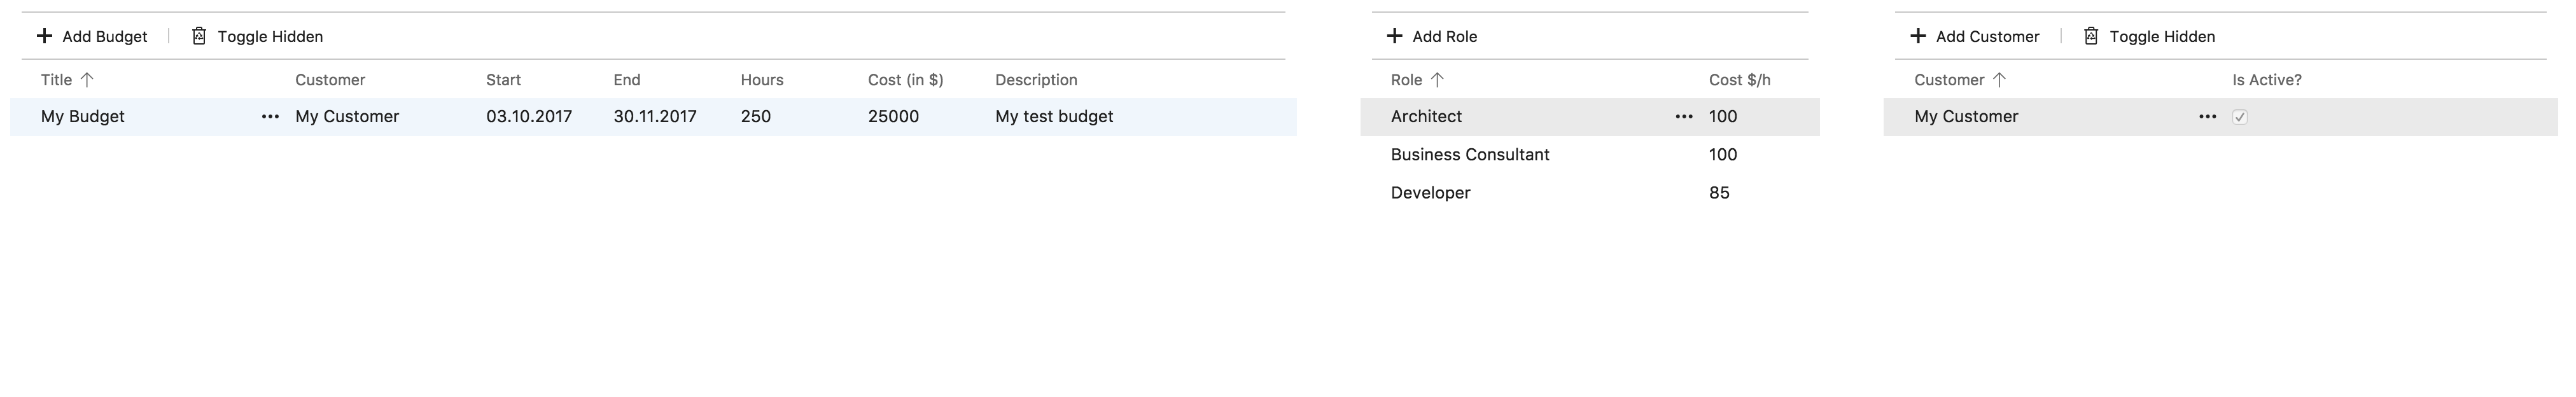 Add Budget Toggle Hidden
Title Customer Start End Hours Cost (in $) Description
My Budget ... My Customer 03.10.2017 30.11.2017 250 25000 My test budget
Add Role
Role Cost $/h
Architect ... 100
Business Consultant 100
Developer 85
Add Customer Toggle Hidden
Customer Is Active?
My Customer ...